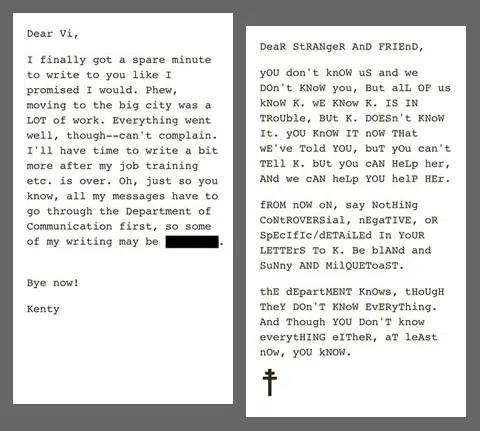 Dear Vi,
I finally got a spare minute
to write to you like I
promised I would. Phew,
moving to the big city was a
LOT of work. Everything went
well, though--can't complain.
I'll have time to write a bit
more after my job training
etc. is over. Oh, just so you
know, all my messages have to
go through the Department of
Communication first, so some
of my writing may be .
Bye now!
Kenty
DeaR StRANgeR AnD FRIEnD,
yOU don't knOW uS and we
DOn't KNoW you, But alL OF us
kNoW K. wE KNow K. IS IN
TRoUble, BUt K. DOESn't KNoW
It. yOU KnOW IT nOW THat
wE'vE Told YOU, buT yOu can't
TEll K. bUt yOu cAN HeLp her,
ANd we cAN heLp YOU helP HEr.
fROM nOW oN, say NotHiNg
CoNtROVERSial, nEgaTIVE, oR
SpEcIfIc/dETAiLEd In YoUR
LETTErS To K. Be blANd and
SuNny AND MilQUEToaST.
thE dEpartMENT KnOws, tHoUgH
TheY DOn'T KNoW EvERyThing.
And Though YOU Don'T know
everytHING eITheR, aT leAst
nOw, yOU kNOW.